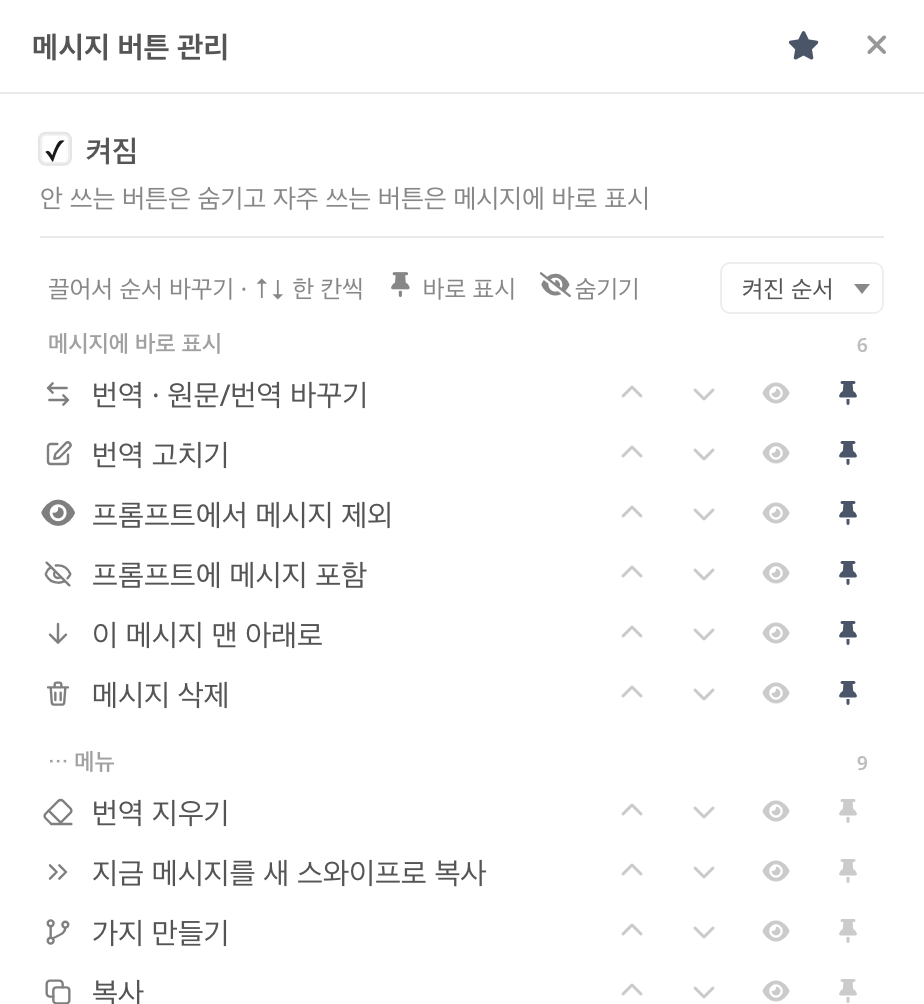 메시지 버튼 관리
켜짐
안 쓰는 버튼은 숨기고 자주 쓰는 버튼은 메시지에 바로 표시
끌어서 순서 바꾸기 · ↑↓ 한 칸씩 바로 표시 숨기기 켜진 순서
메시지에 바로 표시 6
번역 · 원문/번역 바꾸기
번역 고치기
프롬프트에서 메시지 제외
프롬프트에 메시지 포함
이 메시지 맨 아래로
메시지 삭제
··· 메뉴 9
번역 지우기
지금 메시지를 새 스와이프로 복사
가지 만들기
복사